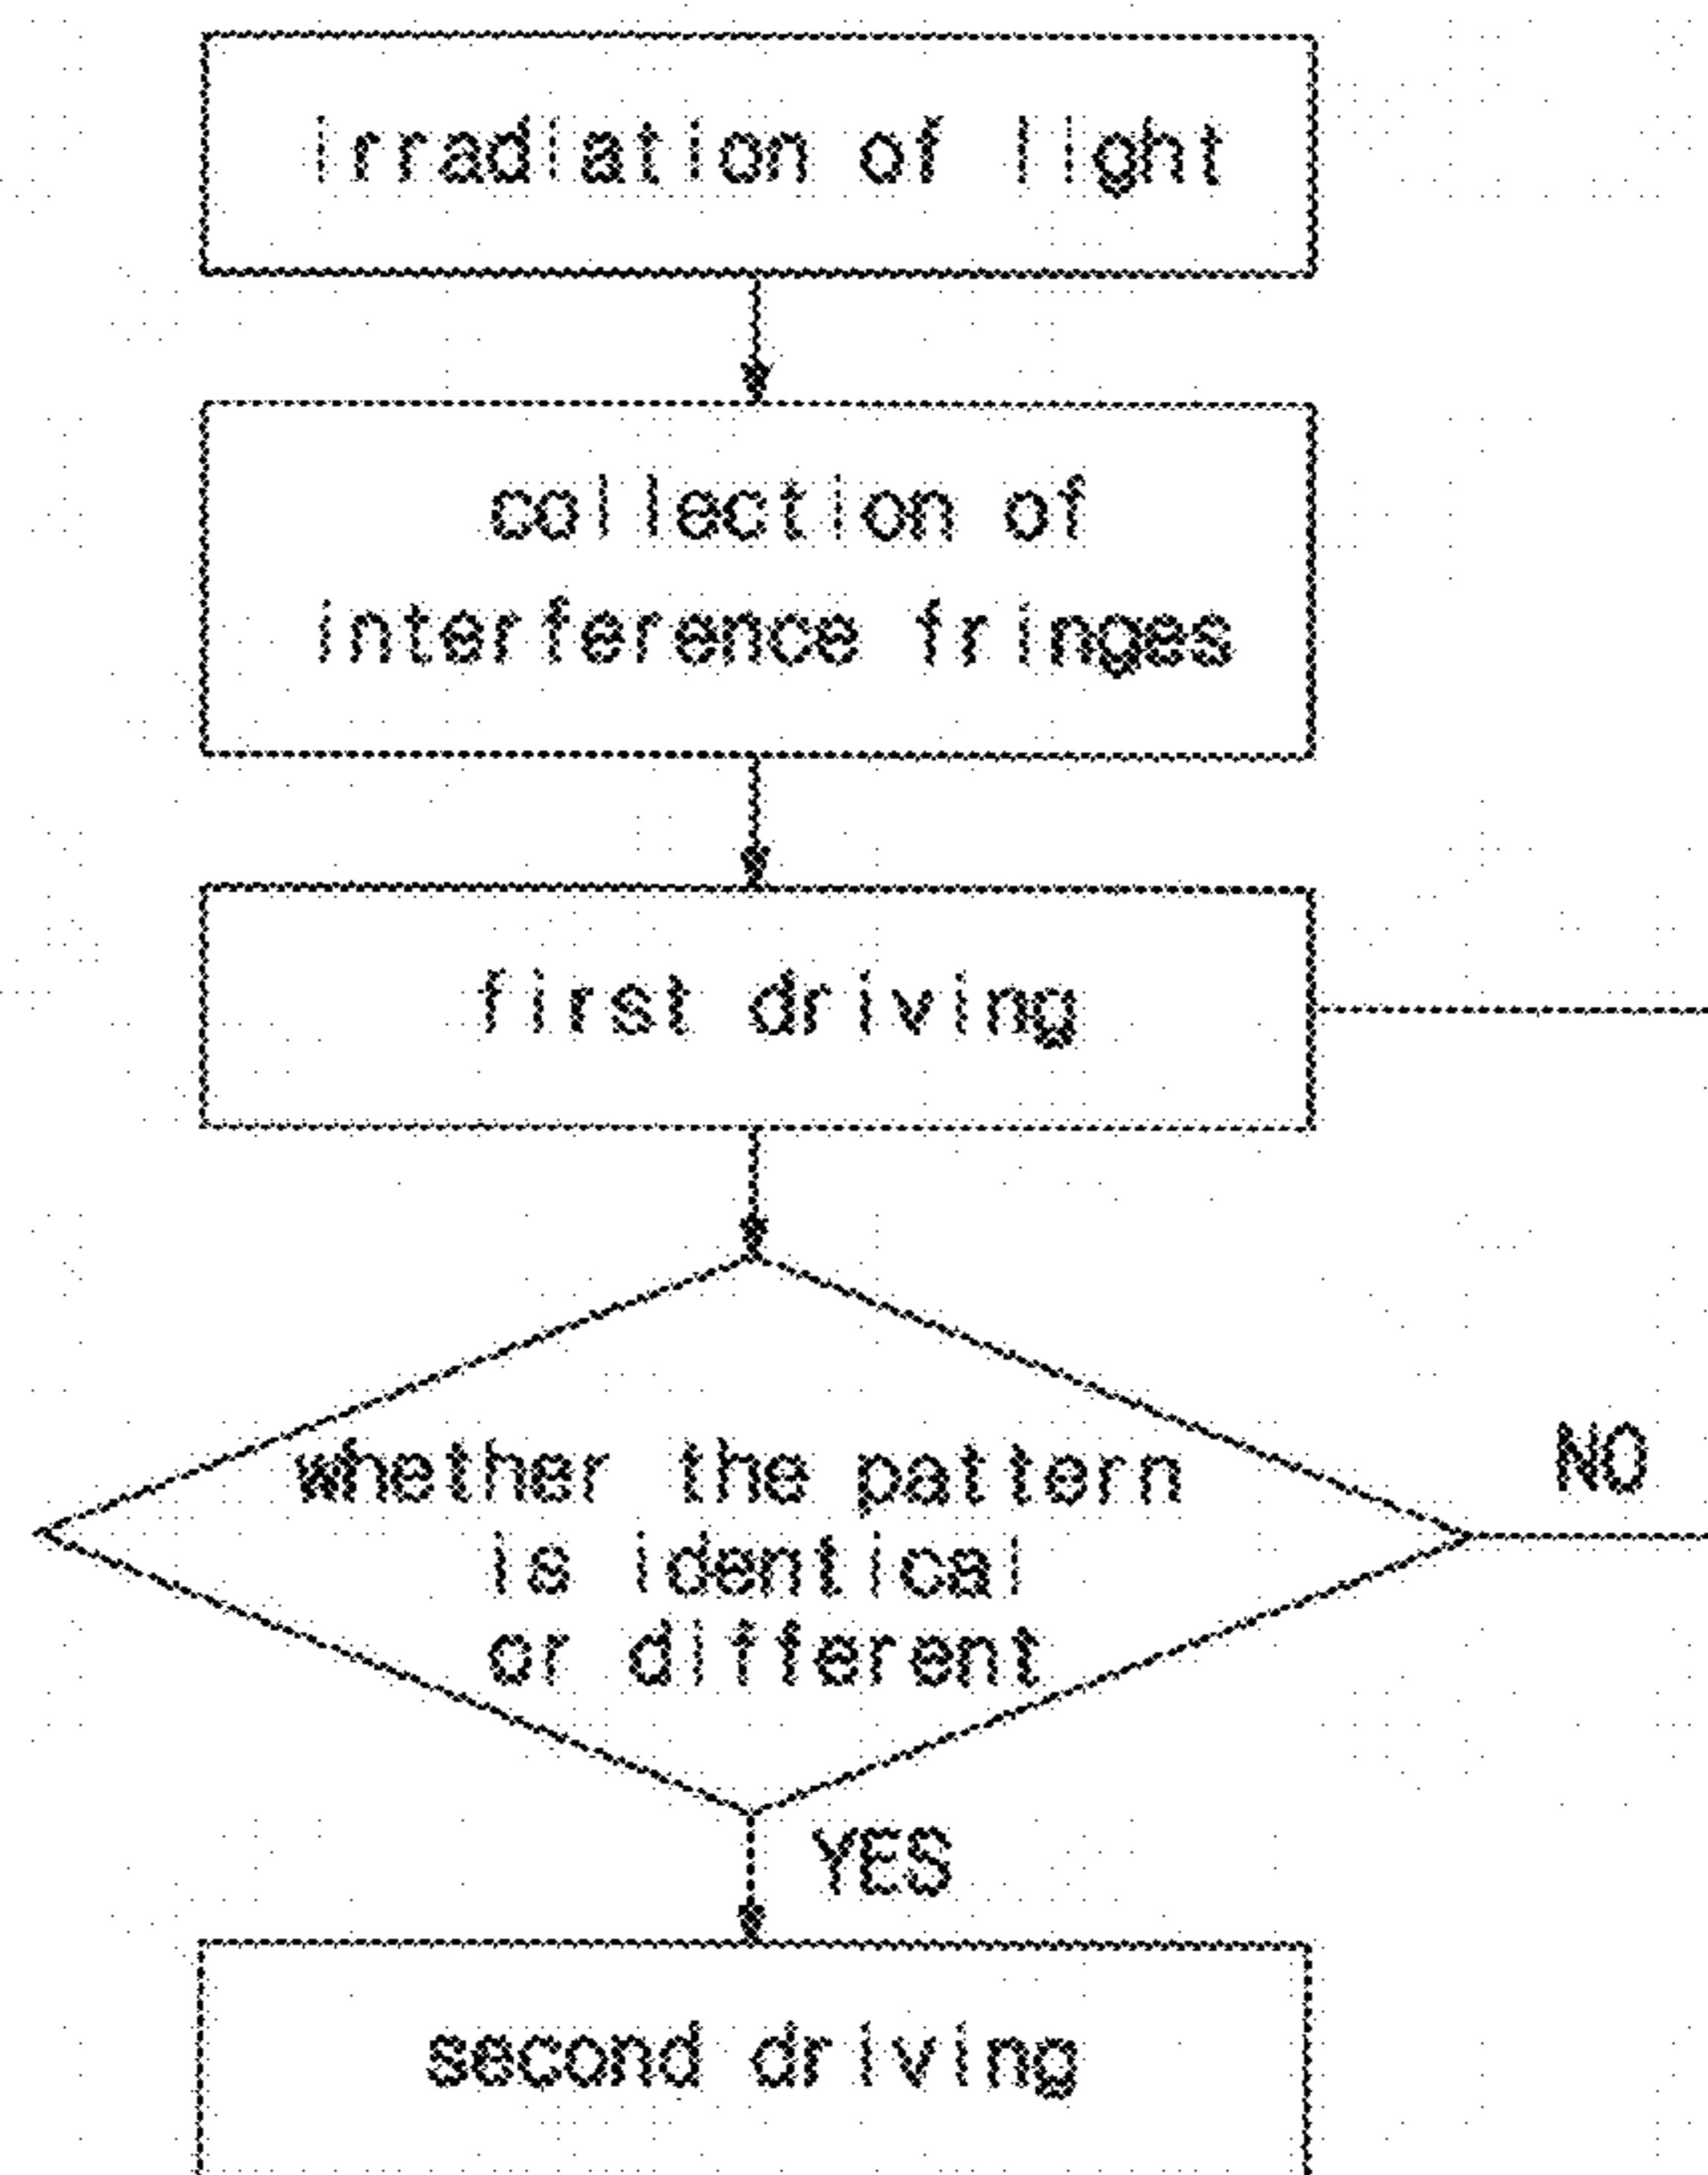 irradiation of light
collection of
interference fringes
first driving
whether the pattern
is identical
or different
NO
YES
second driving